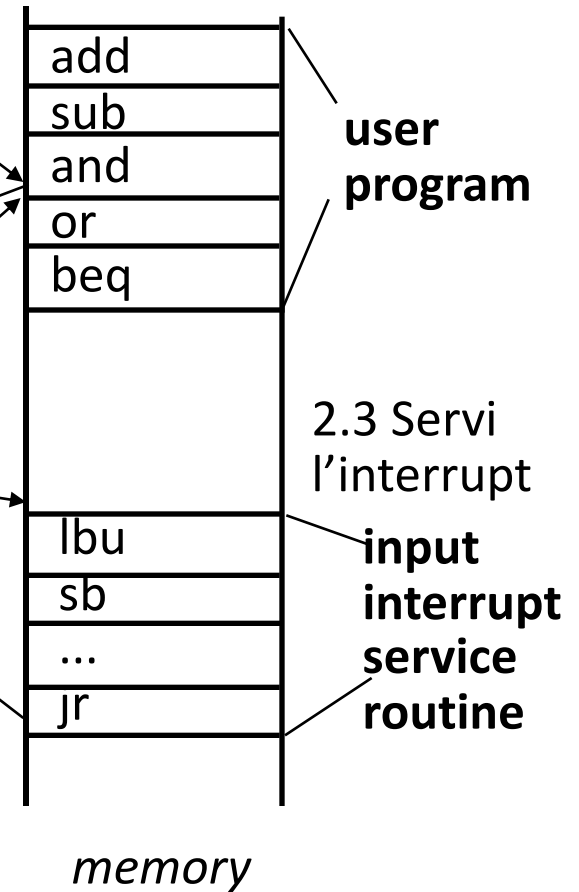 add
sub
and
or
beq
user
program
2.3 Servi
l’interrupt
lbu
sb
...
jr
input
interrupt
service
routine
memory